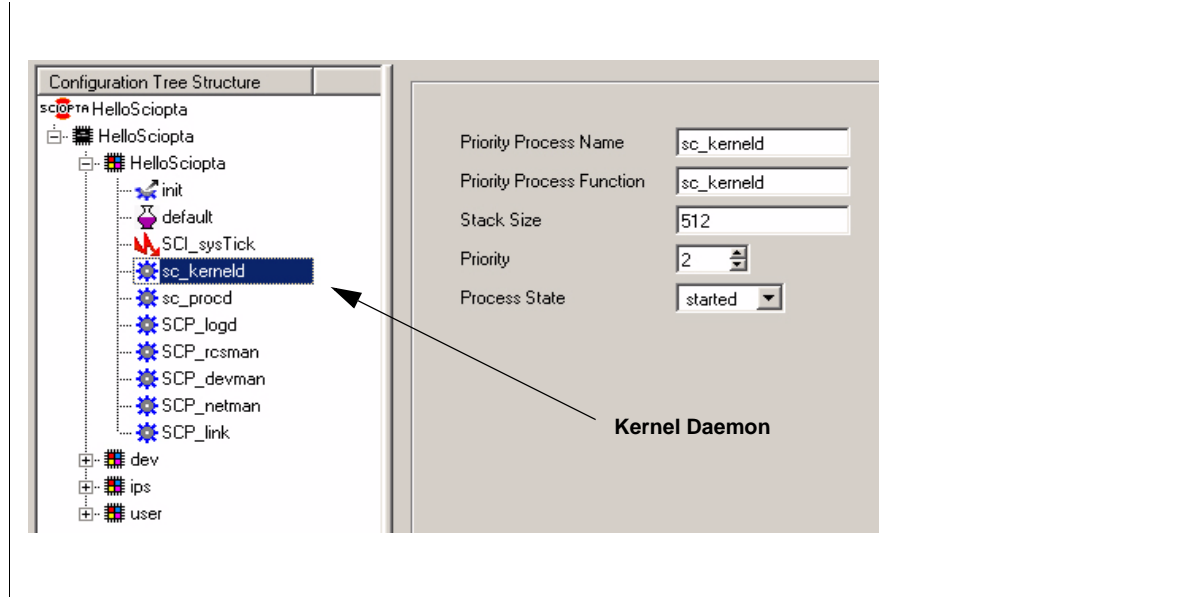 Configuration Tree Structure
SCIOPTA HelloSciopta
HelloSciopta
HelloSciopta
init
default
SCI_sysTick
sc_kerneld
sc_procd
SCP_logd
SCP_rcsman
SCP_devman
SCP_netman
SCP_link
dev
ips
user
Priority Process Name sc_kerneld
Priority Process Function sc_kerneld
Stack Size 512
Priority 2
Process State started
Kernel Daemon